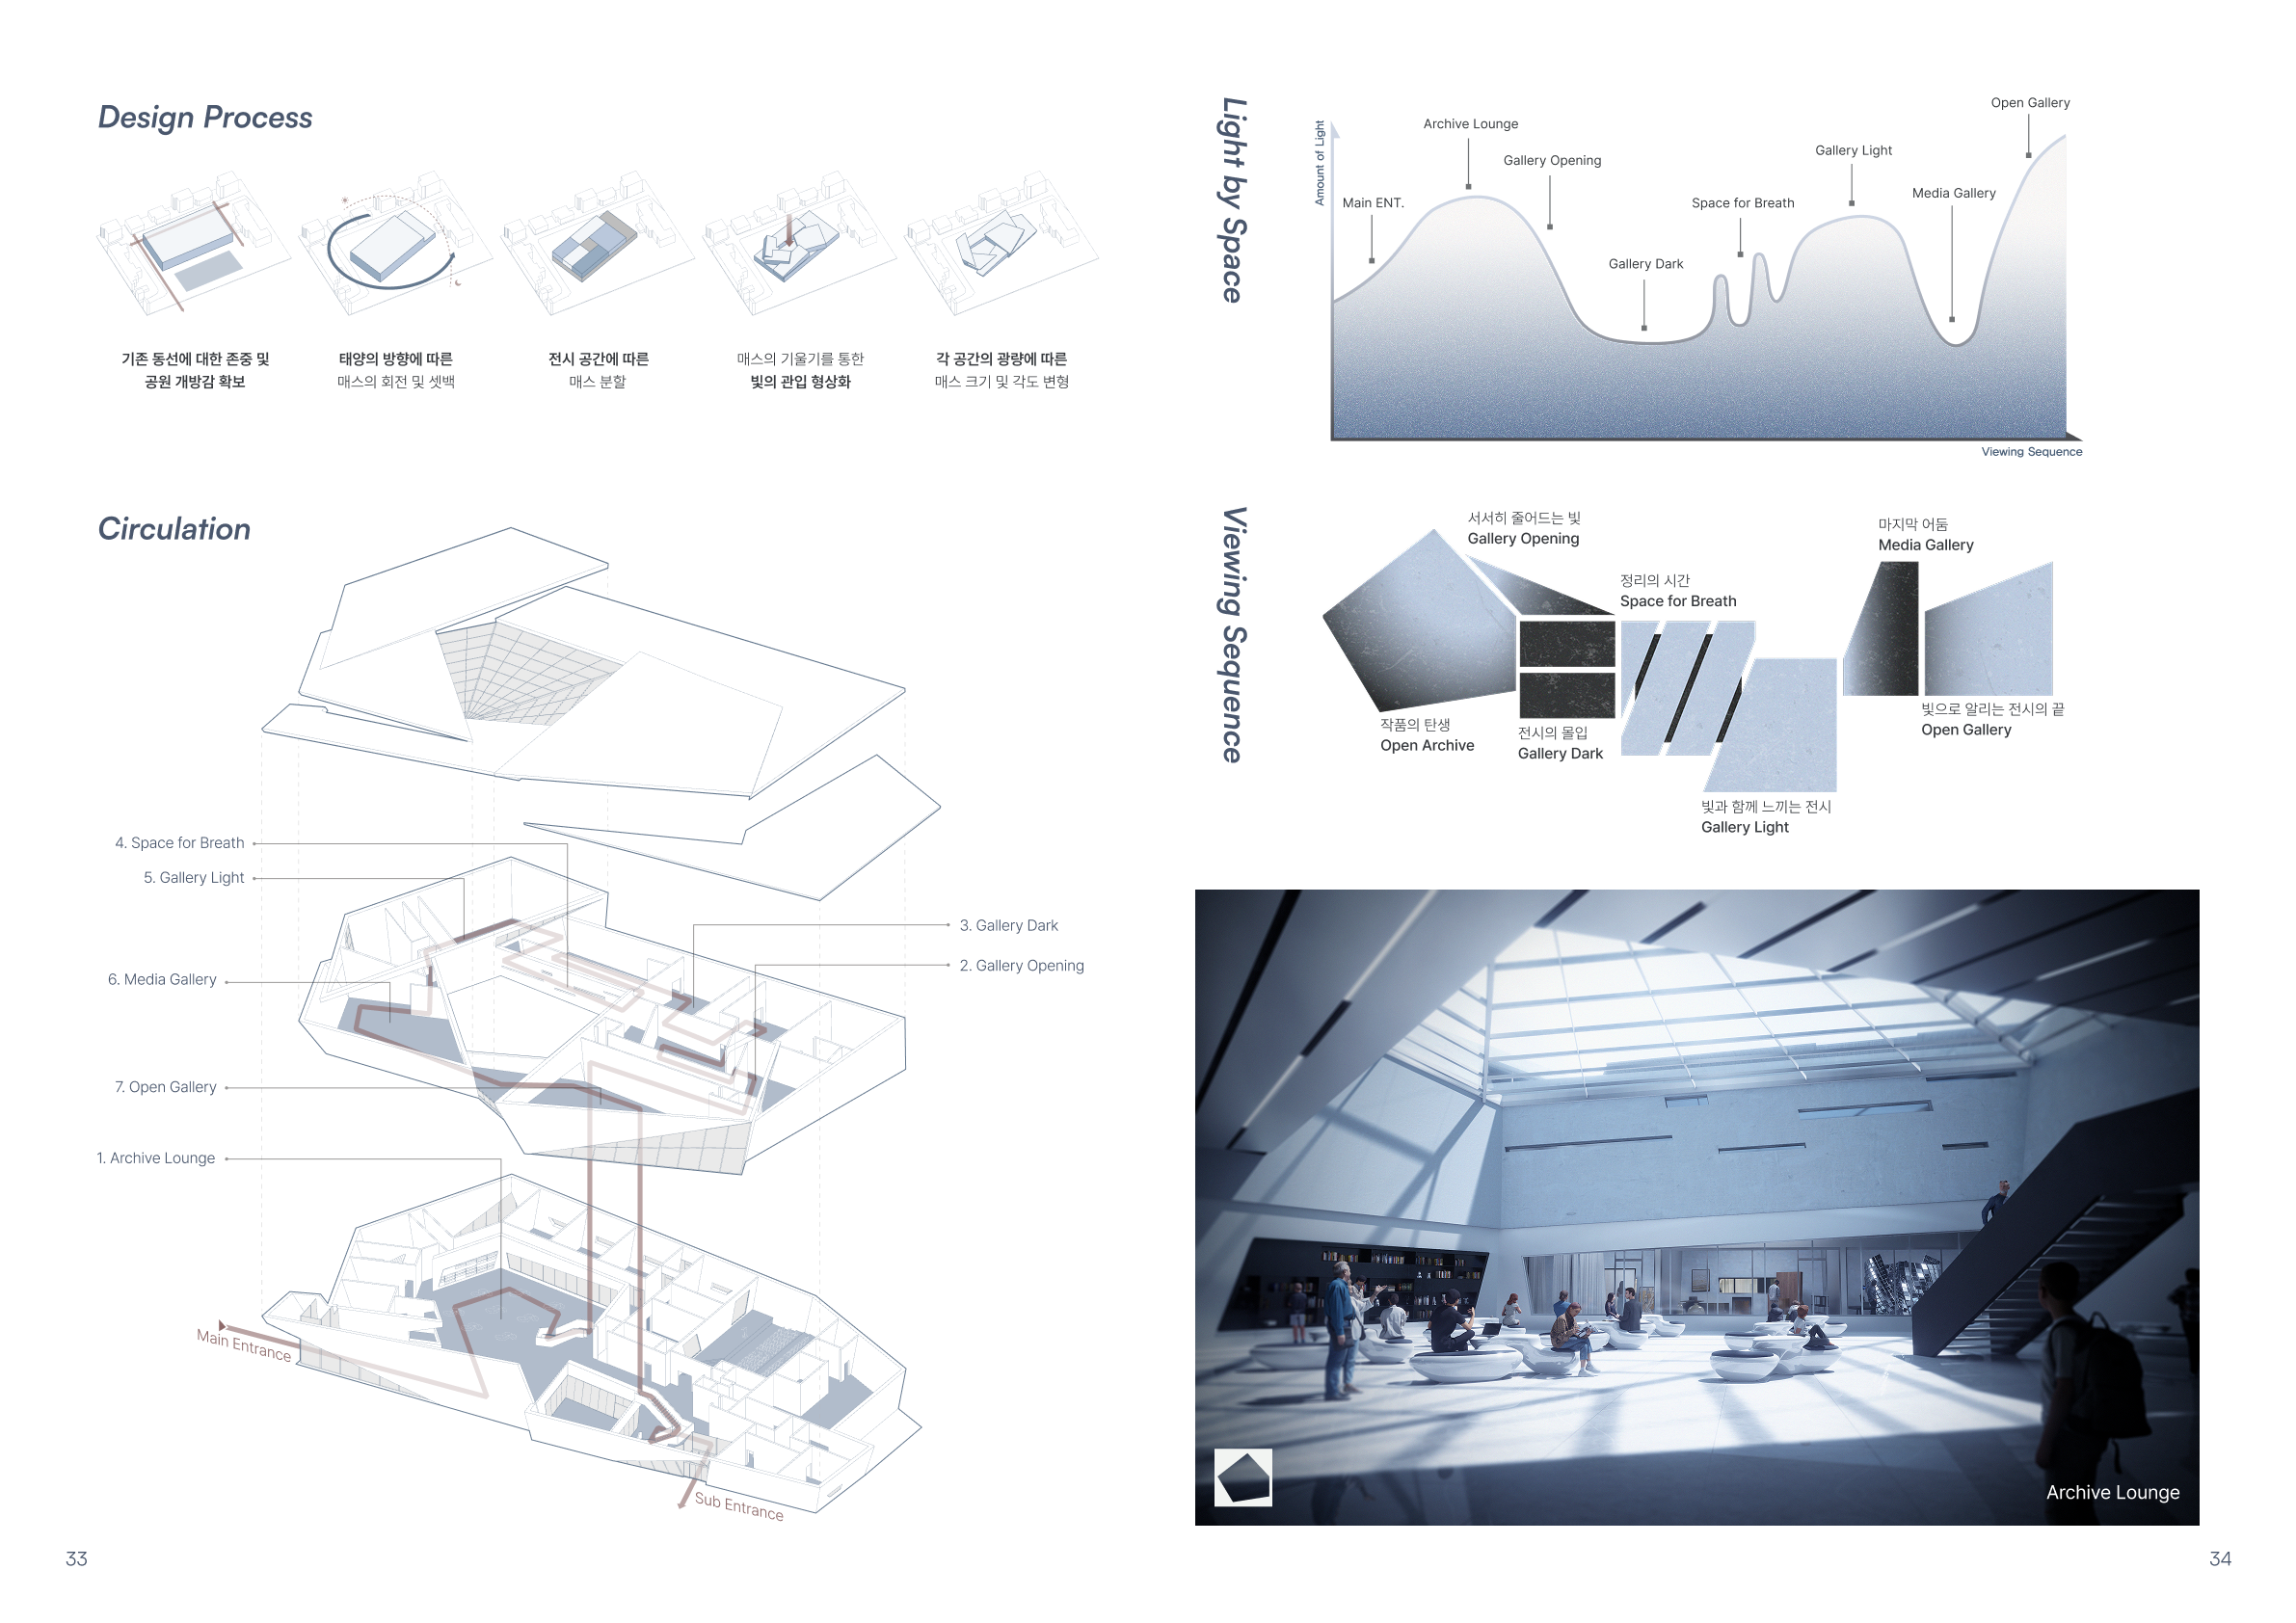 Design Process
기존 동선에 대한 존중 및
공원 개방감 확보
태양의 방향에 따른
매스의 회전 및 셋백
전시 공간에 따른
매스 분할
매스의 기울기를 통한
빛의 관입 형상화
각 공간의 광량에 따른
매스 크기 및 각도 변형
Circulation
4. Space for Breath
5. Gallery Light
3. Gallery Dark
2. Gallery Opening
6. Media Gallery
7. Open Gallery
1. Archive Lounge
Main Entrance
Sub Entrance
33
Light by Space
Amount of Light
Main ENT.
Archive Lounge
Gallery Opening
Gallery Dark
Space for Breath
Gallery Light
Media Gallery
Open Gallery
Viewing Sequence
Viewing Sequence
서서히 줄어드는 빛
Gallery Opening
마지막 어둠
Media Gallery
정리의 시간
Space for Breath
작품의 탄생
Open Archive
전시의 몰입
Gallery Dark
빛으로 알리는 전시의 끝
Open Gallery
빛과 함께 느끼는 전시
Gallery Light
Archive Lounge
34